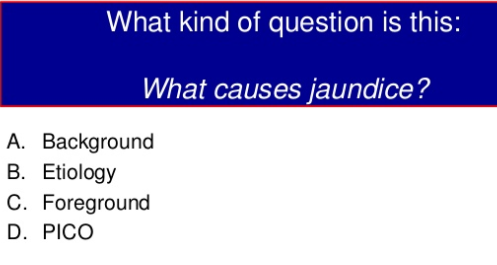 What kind of question is this:
What causes jaundice?
A. Background
B. Etiology
C. Foreground
D. PICO